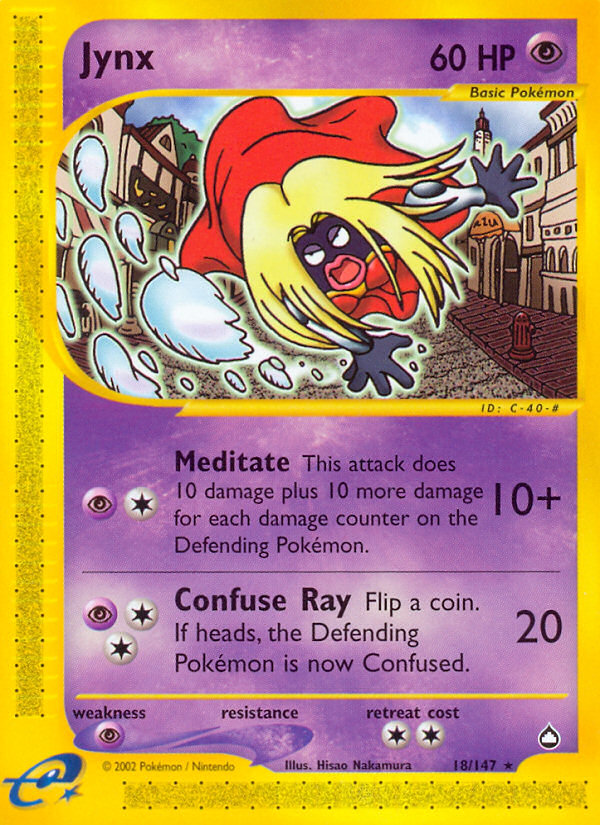 Jynx
60 HP
Basic Pokémon
ID: C-40-#
Meditate This attack does
10 damage plus 10 more damage
for each damage counter on the
Defending Pokémon.
10+
Confuse Ray Flip a coin.
If heads, the Defending
Pokémon is now Confused.
20
weakness
resistance
retreat cost
© 2002 Pokémon / Nintendo
Illus. Hisao Nakamura
18/147 ★